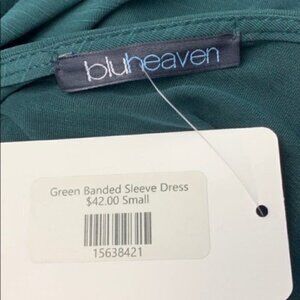 bluheaven
Green Banded Sleeve Dress
$42.00 Small
15638421